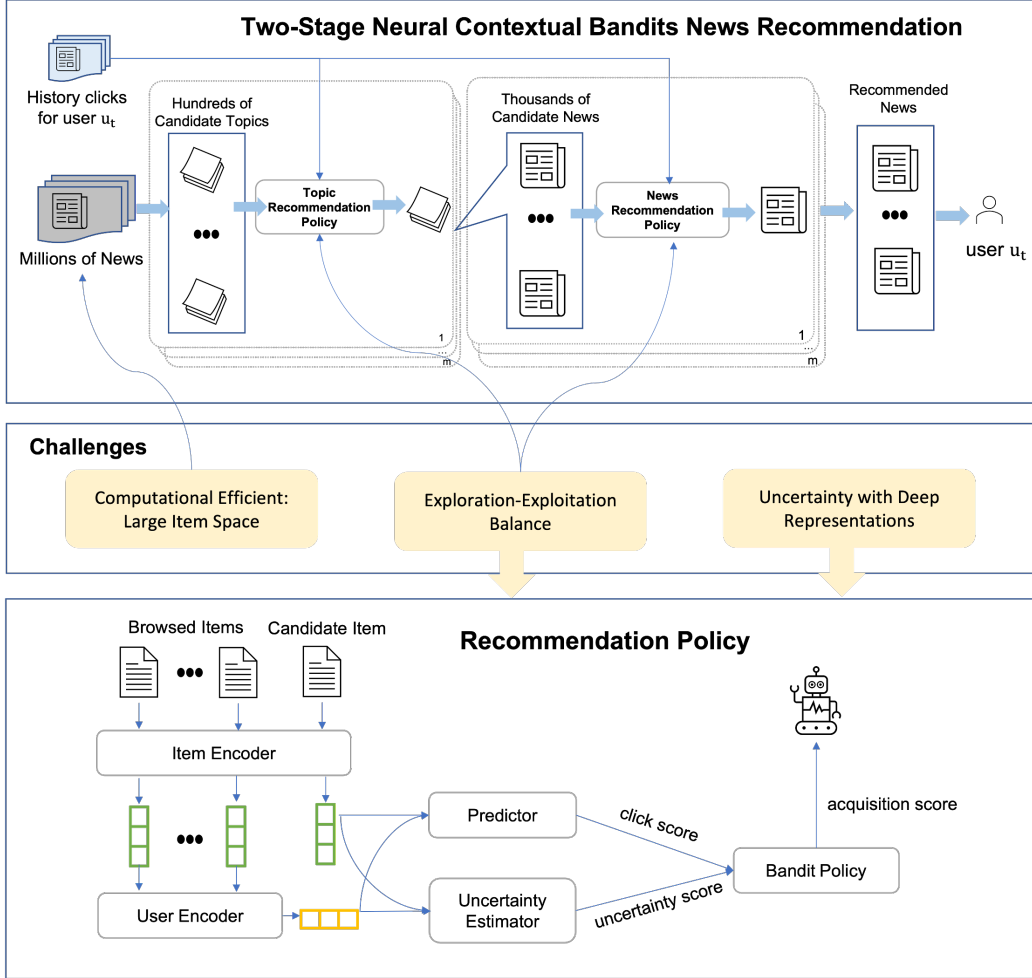 Two-Stage Neural Contextual Bandits News Recommendation
History clicks
for user uₜ
Millions of News
Hundreds of
Candidate Topics
Topic
Recommendation
Policy
1
...
m
Thousands of
Candidate News
News
Recommendation
Policy
1
...
m
Recommended
News
user uₜ
Challenges
Computational Efficient:
Large Item Space
Exploration-Exploitation
Balance
Uncertainty with Deep
Representations
Recommendation Policy
Browsed Items
Candidate Item
Item Encoder
User Encoder
Predictor
Uncertainty
Estimator
click score
uncertainty score
Bandit Policy
acquisition score